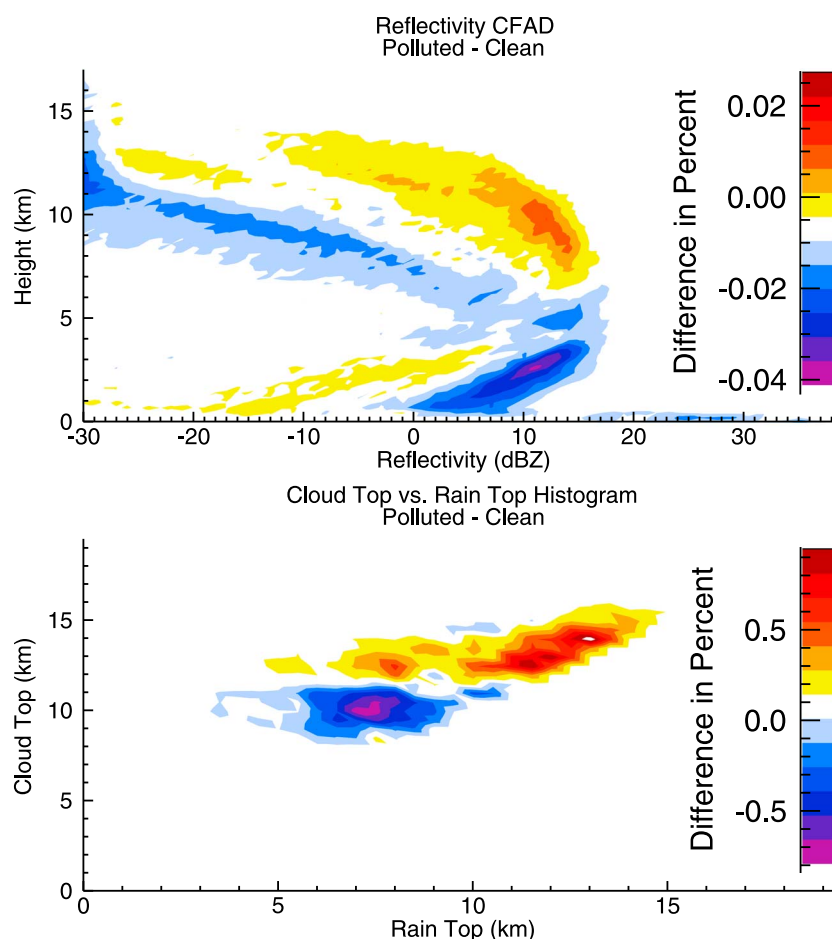 Reflectivity CFAD
Polluted - Clean
15
10
5
0
Height (km)
-30
-20
-10
0
10
20
30
Reflectivity (dBZ)
0.02
0.00
-0.02
-0.04
Difference in Percent
Cloud Top vs. Rain Top Histogram
Polluted - Clean
15
10
5
0
Cloud Top (km)
0
5
10
15
Rain Top (km)
0.5
0.0
-0.5
Difference in Percent